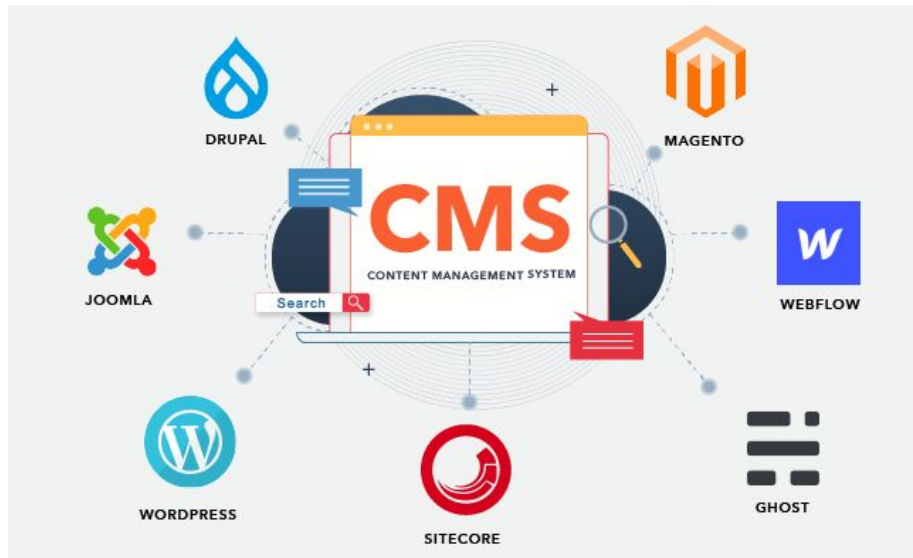 DRUPAL
MAGENTO
CMS
CONTENT MANAGEMENT SYSTEM
JOOMLA
Search
W
WEBFLOW
W
WORDPRESS
SITECORE
GHOST